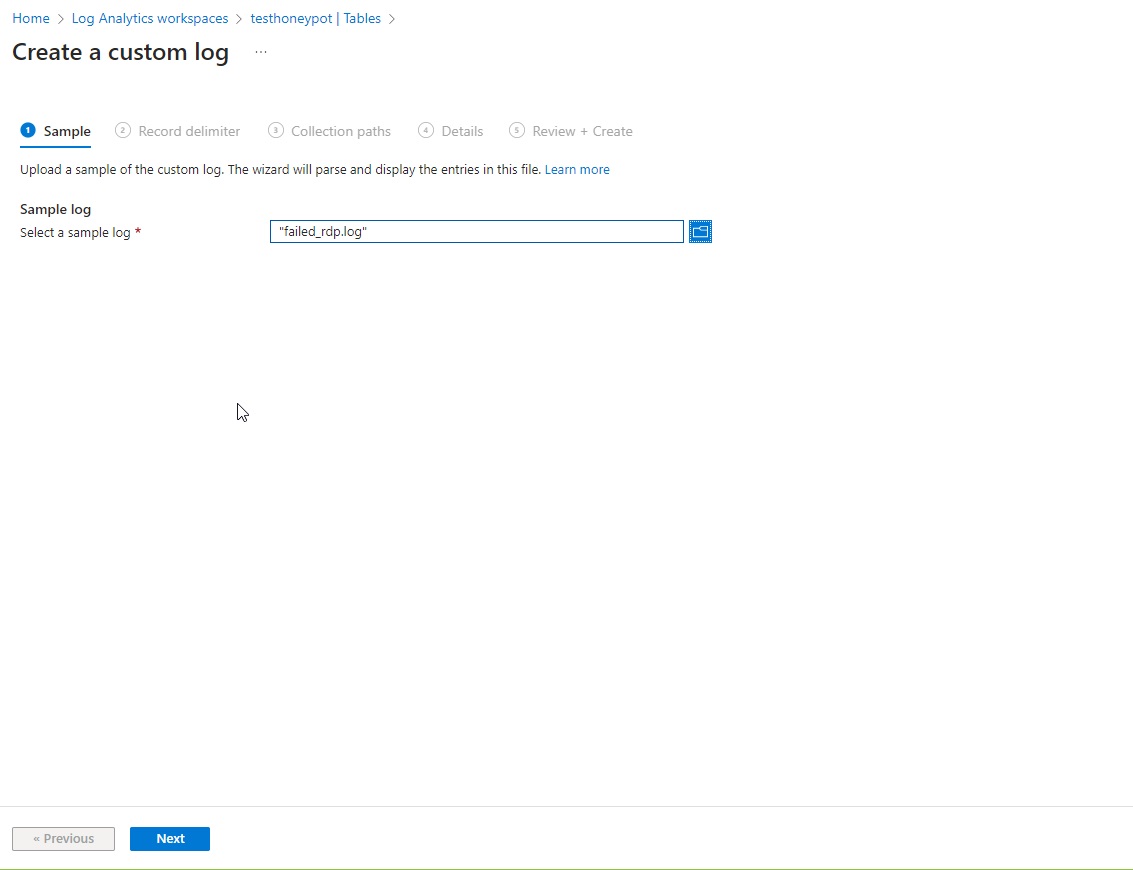 Home > Log Analytics workspaces > testhoneypot | Tables >
Create a custom log ...
1 Sample 2 Record delimiter 3 Collection paths 4 Details 5 Review + Create
Upload a sample of the custom log. The wizard will parse and display the entries in this file. Learn more
Sample log
Select a sample log * "failed_rdp.log"
« Previous Next